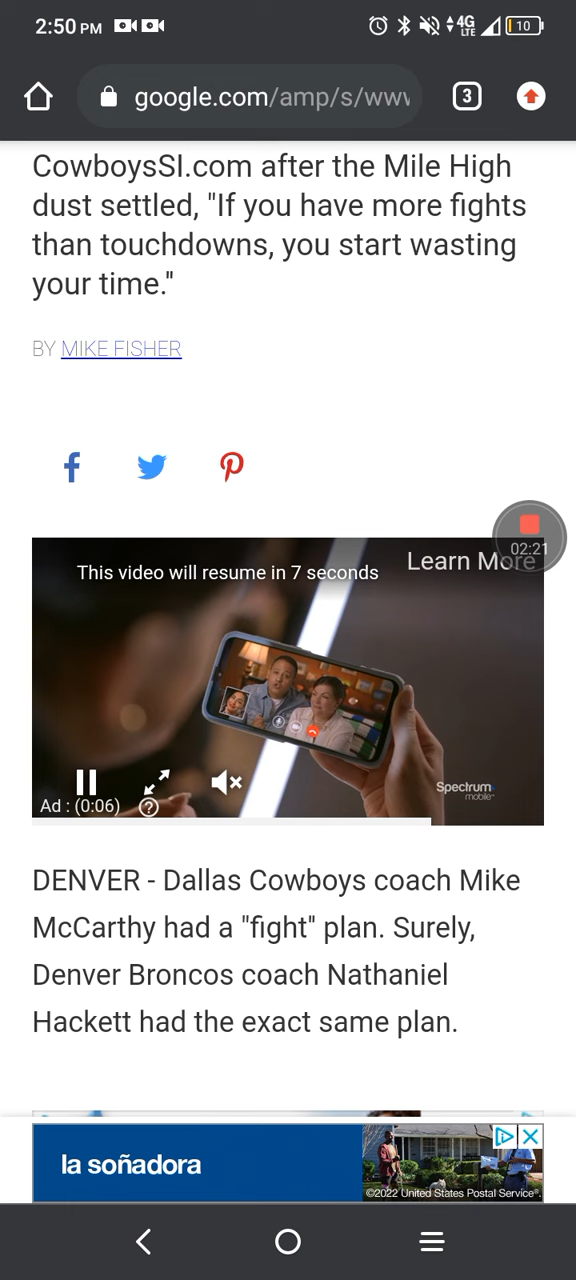 2:50 PM
4G
LTE
10
google.com/amp/s/www
3
CowboysSI.com after the Mile High
dust settled, "If you have more fights
than touchdowns, you start wasting
your time."
BY MIKE FISHER
02:21
Learn More
This video will resume in 7 seconds
Spectrum
mobile
Ad : (0:06)
DENVER - Dallas Cowboys coach Mike
McCarthy had a "fight" plan. Surely,
Denver Broncos coach Nathaniel
Hackett had the exact same plan.
la soñadora
©2022 United States Postal Service®.